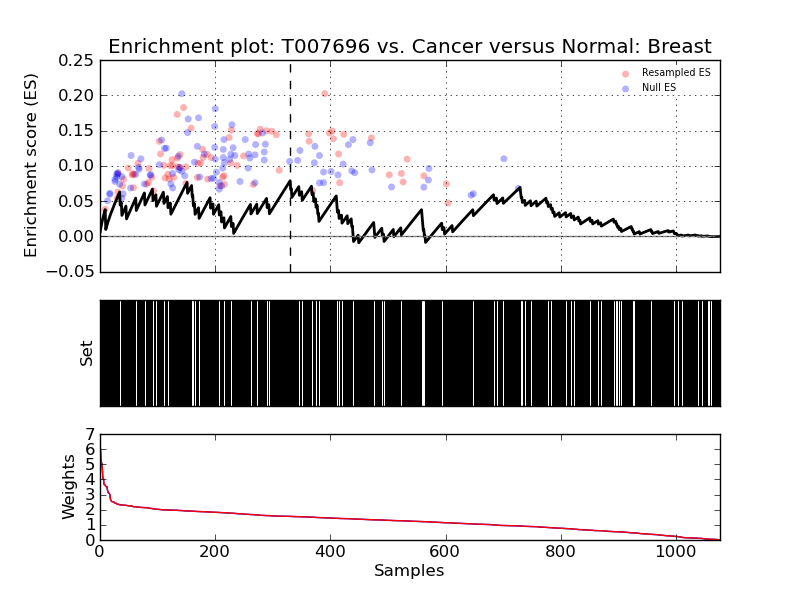 Enrichment plot: T007696 vs. Cancer versus Normal: Breast
Enrichment score (ES)
0.25
0.20
0.15
0.10
0.05
0.00
−0.05
Resampled ES
Null ES
Set
Weights
7
6
5
4
3
2
1
0
0 200 400 600 800 1000
Samples